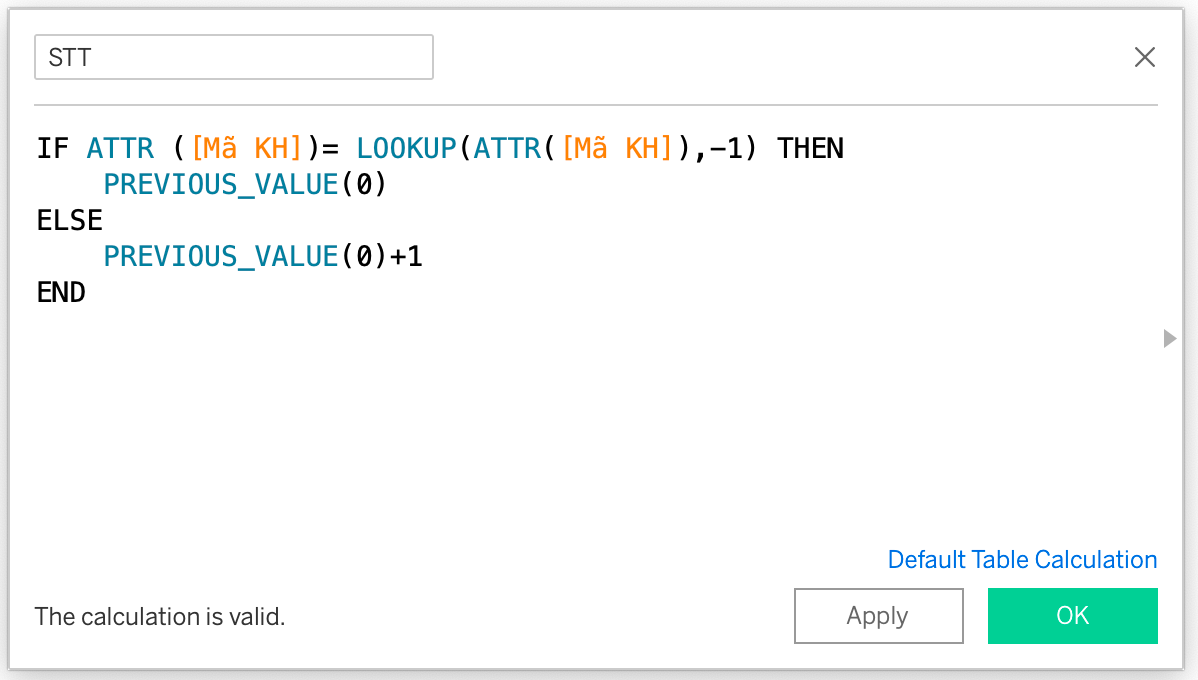 STT
IF ATTR ([Mã KH])= LOOKUP(ATTR([Mã KH]),-1) THEN
    PREVIOUS_VALUE(0)
ELSE
    PREVIOUS_VALUE(0)+1
END
Default Table Calculation
The calculation is valid.
Apply
OK